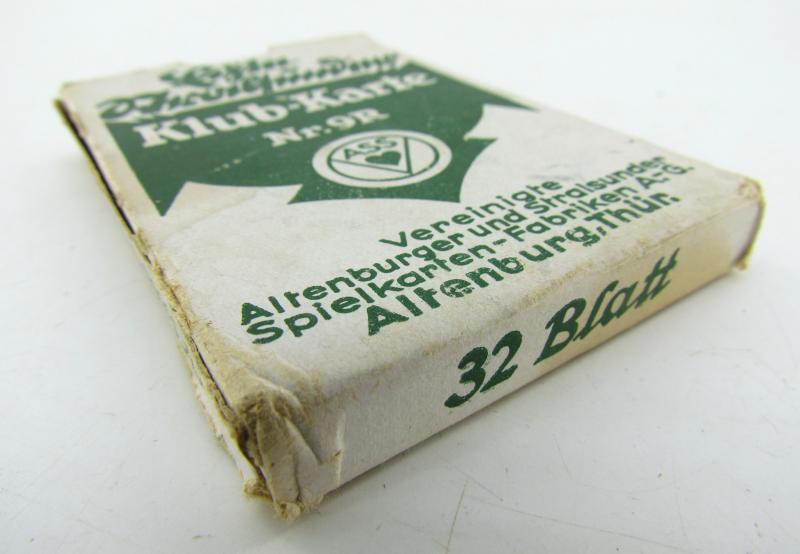 Klub-Karte
Nr. 9R
ASS
Vereinigte
Altenburger und Stralsunder
Spielkarten-Fabriken A-G.
Altenburg, Thür.
32 Blatt